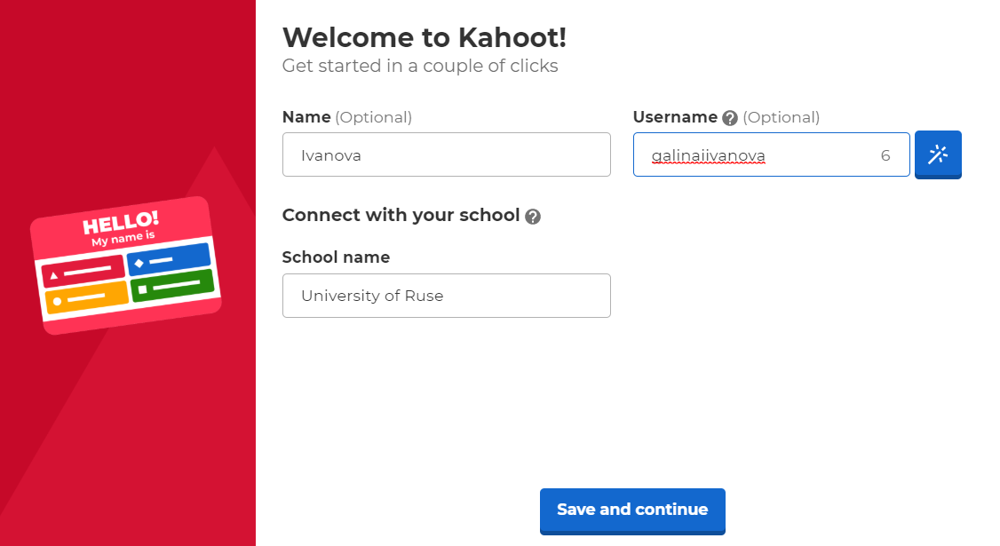 Welcome to Kahoot!
Get started in a couple of clicks
Name (Optional)
Username ? (Optional)
Ivanova
galinaiivanova 6
HELLO!
My name is
Connect with your school ?
School name
University of Ruse
Save and continue